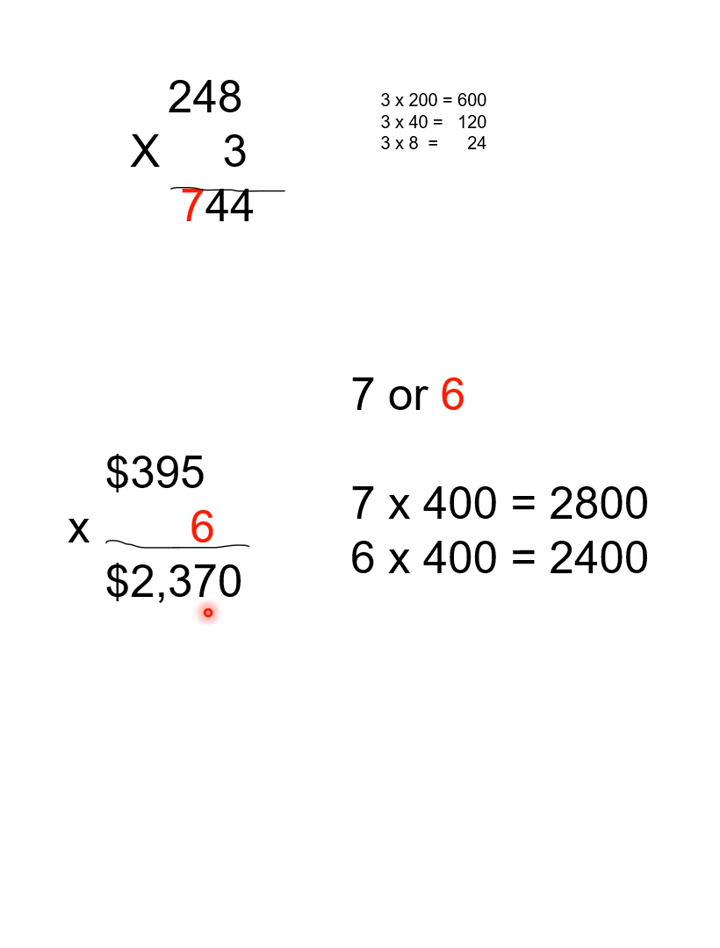 248
X 3
744
3 x 200 = 600
3 x 40 = 120
3 x 8 = 24
7 or 6
$395
x 6
$2,370
7 x 400 = 2800
6 x 400 = 2400